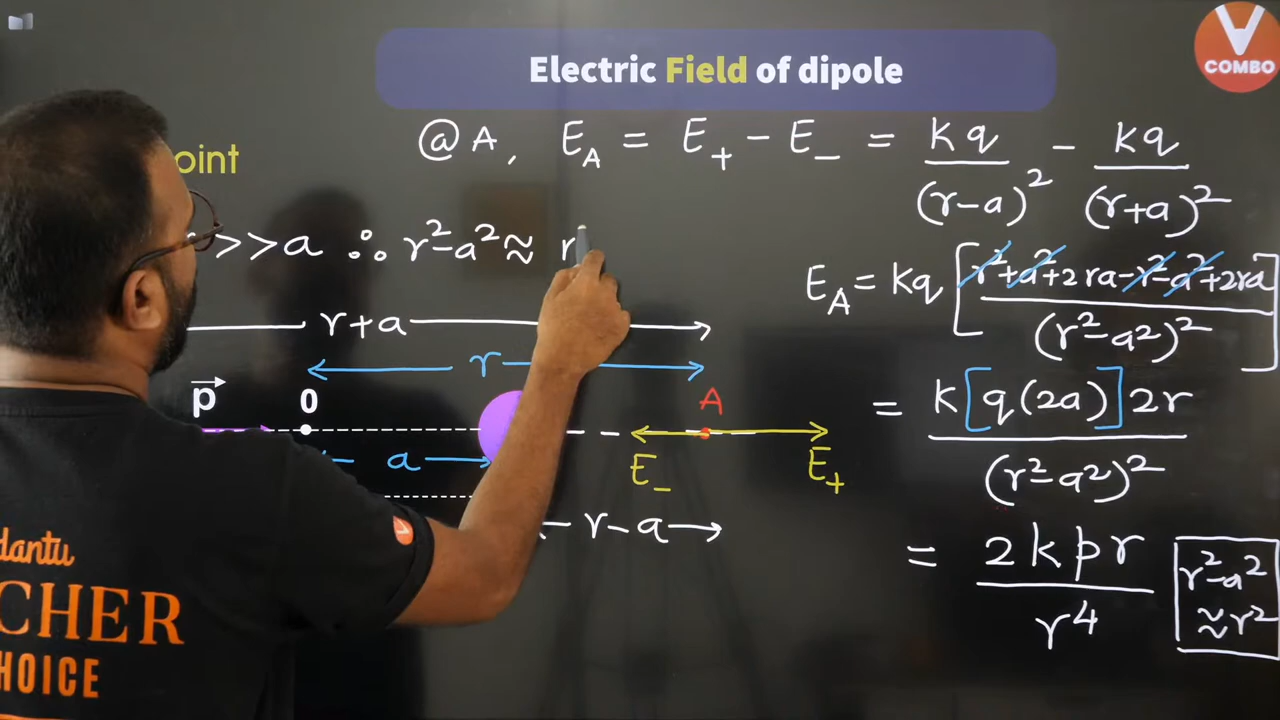 Electric Field of dipole
V
COMBO
oint
@ A, E_A = E_+ - E_- = kq/(r-a)^2 - kq/(r+a)^2
>>a ∴ r²-a² ≈ r
E_A = kq [r²+a²+2ra-r²-a²+2ra/(r²-a²)²]
r+a
r
p⃗ O A
= k[q(2a)]2r/(r²-a²)²
a E_- E_+
r-a
= 2kpr/r⁴
r²-a²
≈r²
dantu
CHER
HOICE